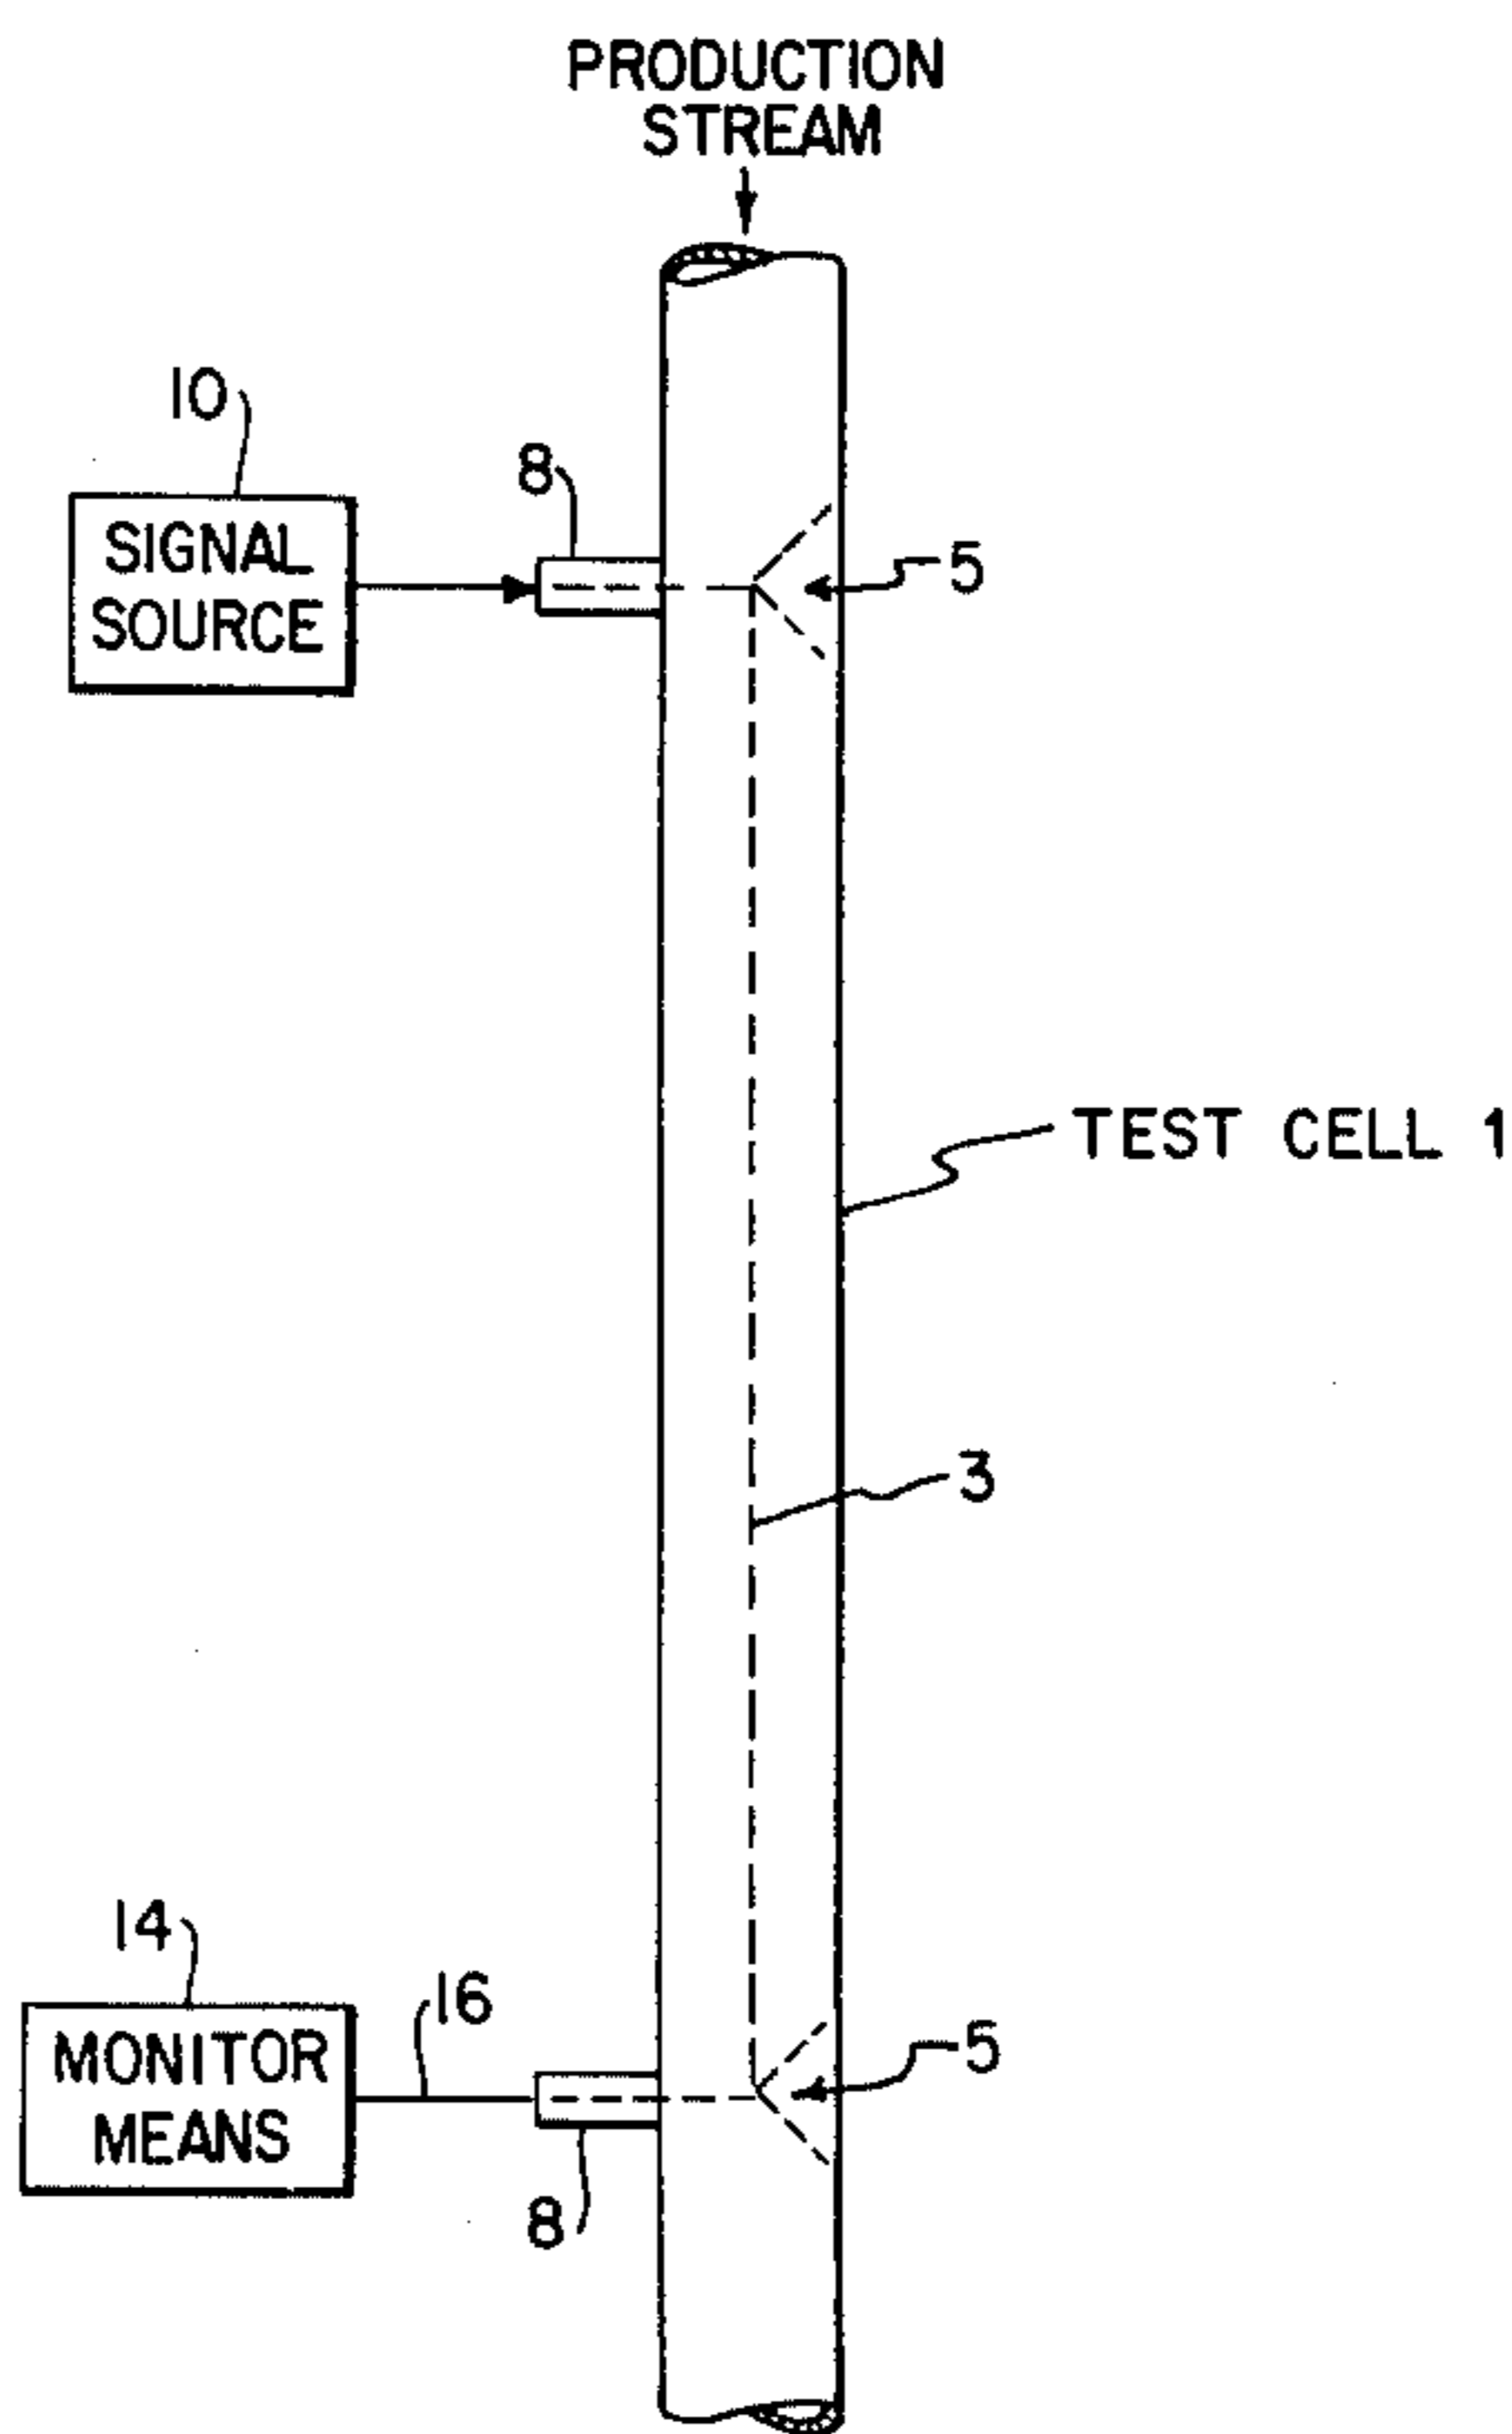 PRODUCTION
STREAM
10
8
SIGNAL
SOURCE
5
TEST CELL 1
3
14
16
MONITOR
MEANS
5
8